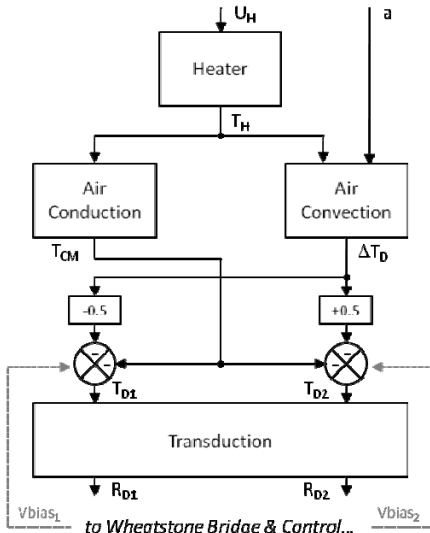 U_H
a
Heater
T_H
Air
Conduction
Air
Convection
T_CM
ΔT_D
-0.5
+0.5
- -
- -
T_D1
T_D2
Transduction
R_D1
R_D2
Vbias_1
to Wheatstone Bridge & Control...
Vbias_2